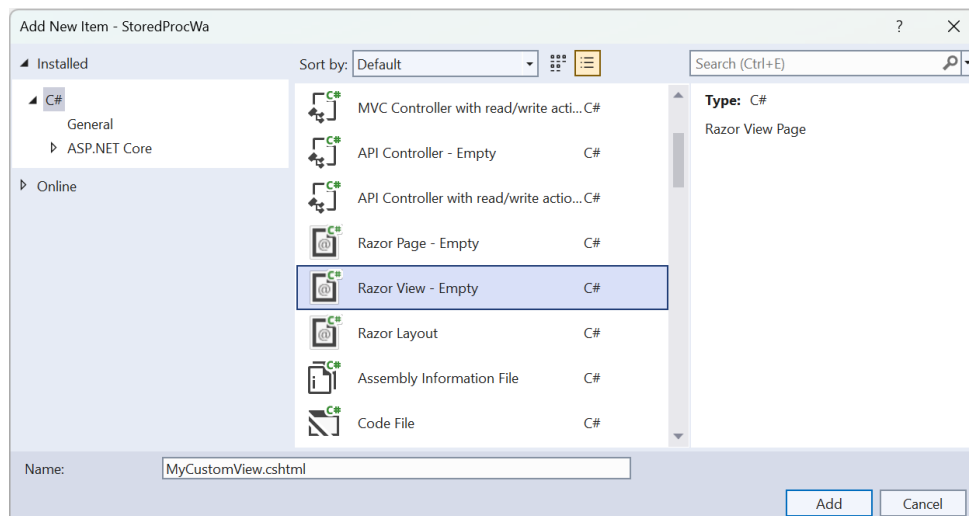 Add New Item - StoredProcWa
?
Installed
Sort by: Default
Search (Ctrl+E)
C#
General
ASP.NET Core
Online
C# MVC Controller with read/write acti... C#
C# API Controller - Empty C#
C# API Controller with read/write actio... C#
C# @ Razor Page - Empty C#
C# @ Razor View - Empty C#
C# @ Razor Layout C#
C# Assembly Information File C#
C# Code File C#
Type: C#
Razor View Page
Name: MyCustomView.cshtml
Add Cancel